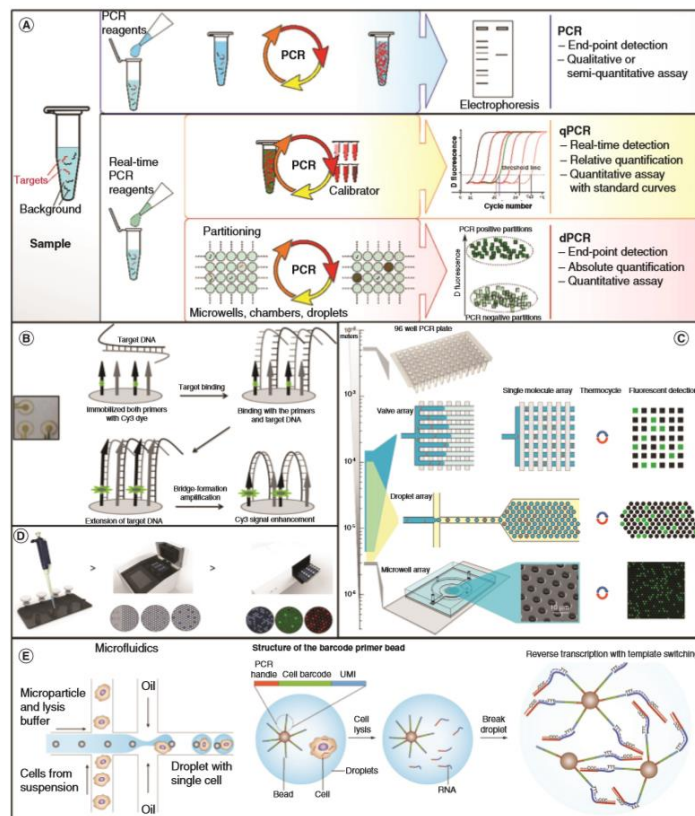 A
PCR
reagents
PCR
Electrophoresis
PCR
– End-point detection
– Qualitative or
semi-quantitative assay
Targets
Background
Sample
Real-time
PCR
reagents
PCR
Calibrator
D fluorescence
threshold line
Cycle number
qPCR
– Real-time detection
– Relative quantification
– Quantitative assay
with standard curves
Partitioning
PCR
Microwells, chambers, droplets
D fluorescence
PCR positive partitions
PCR negative partitions
dPCR
– End-point detection
– Absolute quantification
– Quantitative assay
B
Target DNA
Target binding
Immobilized both primers
with Cy3 dye
Binding with the primers
and target DNA
Bridge-formation
amplification
Extension of target DNA
Cy3 signal enhancement
C
meters
96 well PCR plate
Valve array
Single molecule array
Thermocycle
Fluorescent detection
Droplet array
Microwell array
D
>
>
E
Microfluidics
Microparticle
and lysis
buffer
Oil
Cells from
suspension
Oil
Droplet with
single cell
Structure of the barcode primer bead
PCR
handle
Cell barcode
UMI
Cell
lysis
Break
droplet
Droplets
Bead
Cell
RNA
Reverse transcription with template switching